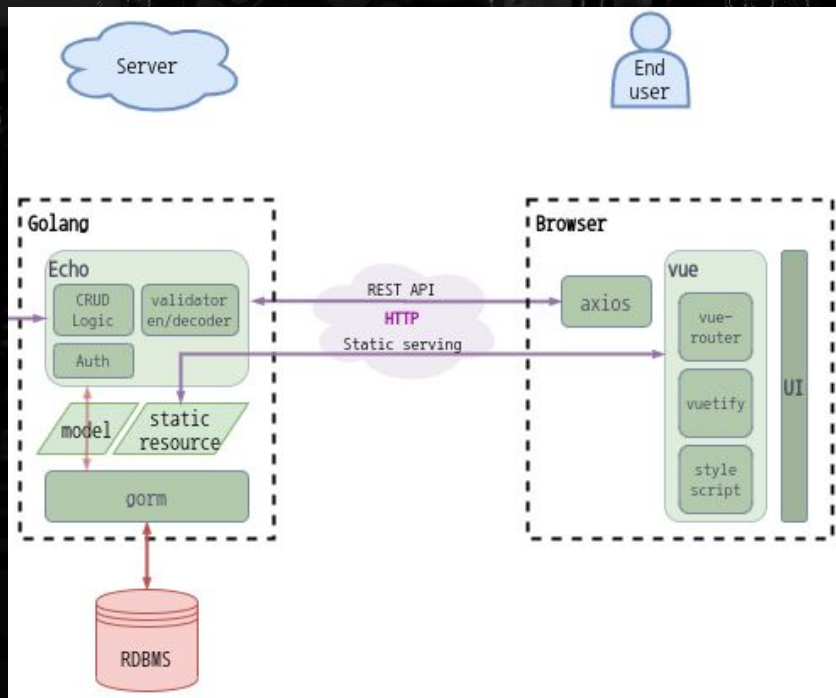 Server
End
user
Golang
Echo
CRUD
Logic
validator
en/decoder
Auth
model
static
resource
gorm
RDBMS
REST API
HTTP
Static serving
Browser
axios
vue
vue-
router
vuetify
style
script
UI